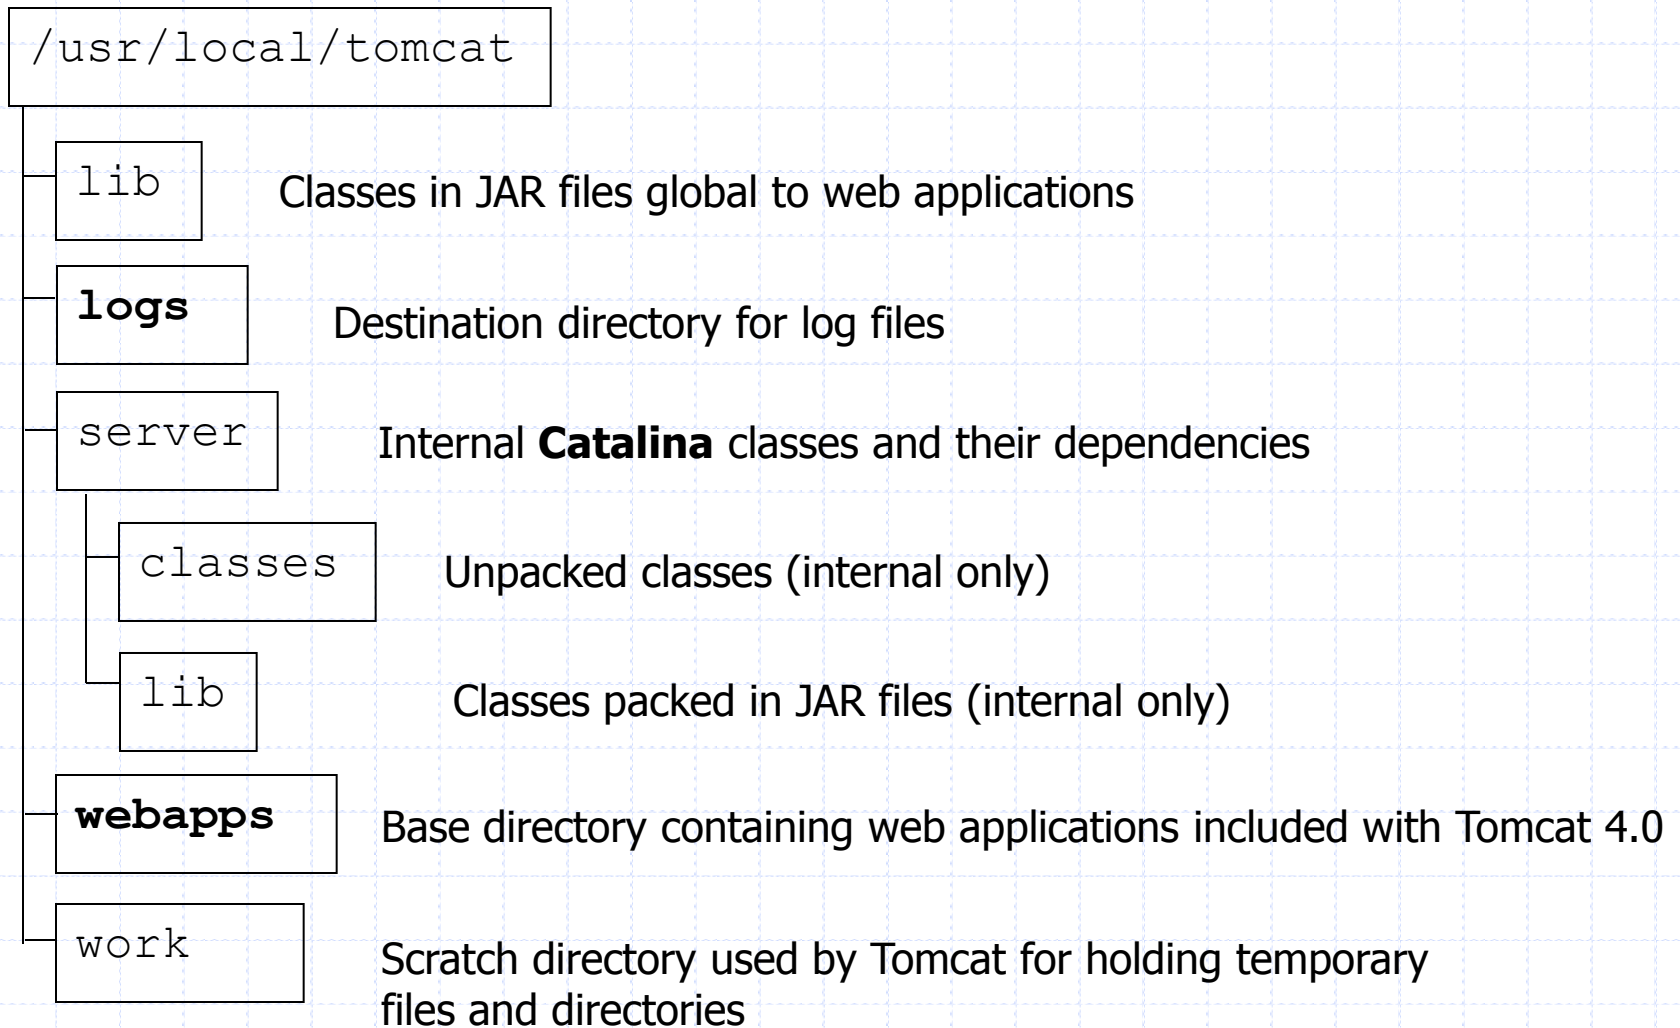 /usr/local/tomcat
lib
Classes in JAR files global to web applications
logs
Destination directory for log files
server
Internal Catalina classes and their dependencies
classes
Unpacked classes (internal only)
lib
Classes packed in JAR files (internal only)
webapps
Base directory containing web applications included with Tomcat 4.0
work
Scratch directory used by Tomcat for holding temporary
files and directories